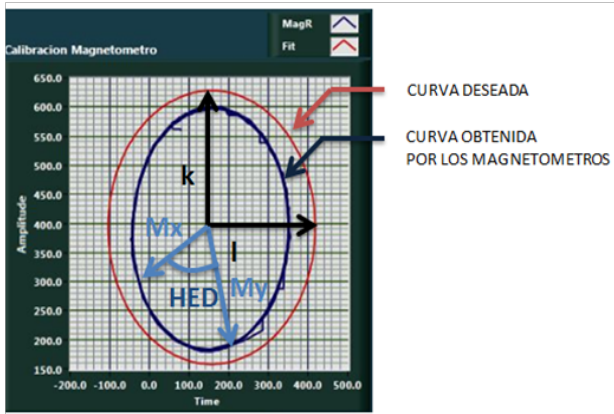 MagR
Calibracion Magnetometro
Fit
650.0
600.0
550.0
500.0
450.0
400.0
350.0
300.0
250.0
200.0
150.0
Amplitude
-200.0 -100.0 0.0 100.0 200.0 300.0 400.0 500.0
Time
k
l
Mx
My
HED
CURVA DESEADA
CURVA OBTENIDA
POR LOS MAGNETOMETROS